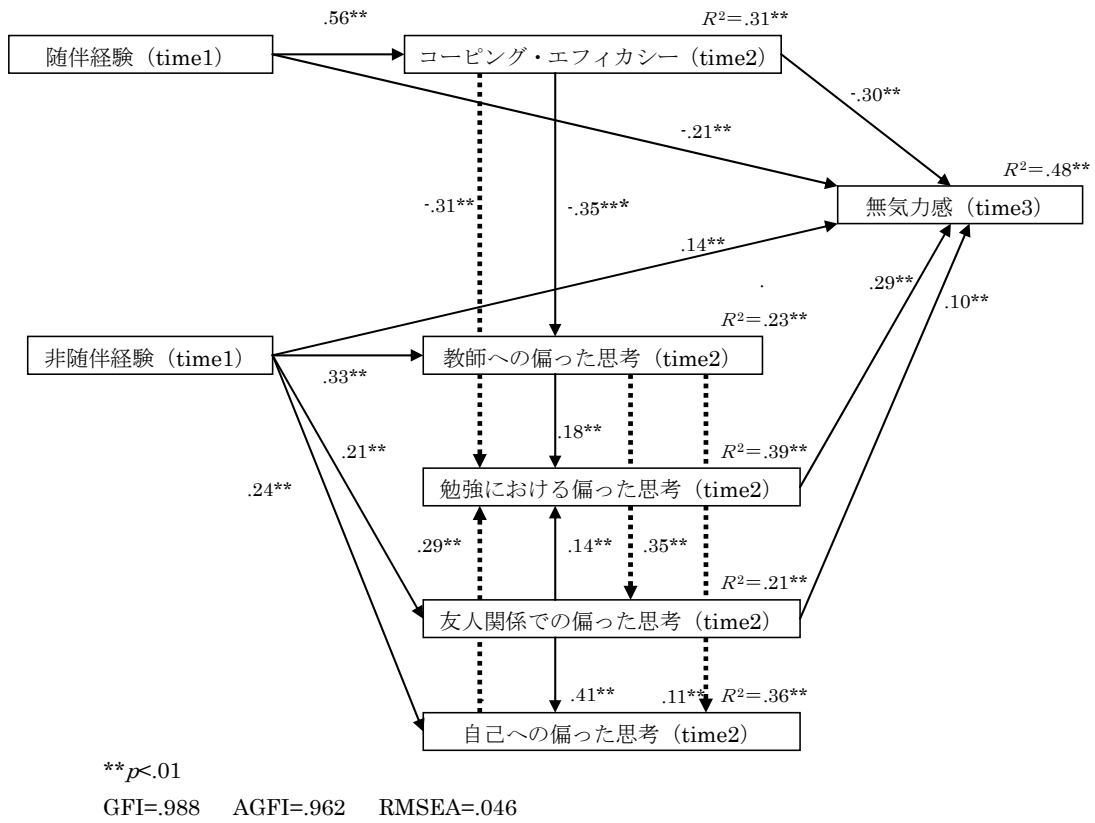 .56**
R²=.31**
随伴経験（time1）
コーピング・エフィカシー（time2）
-.30**
-.21**
R²=.48**
-.31**
-.35***
無気力感（time3）
.14**
.29**
.10**
R²=.23**
非随伴経験（time1）
教師への偏った思考（time2）
.33**
.18**
.21**
R²=.39**
.24**
勉強における偏った思考（time2）
.29**
.14**
.35**
R²=.21**
友人関係での偏った思考（time2）
.41**
.11**
R²=.36**
自己への偏った思考（time2）
**p<.01
GFI=.988 AGFI=.962 RMSEA=.046